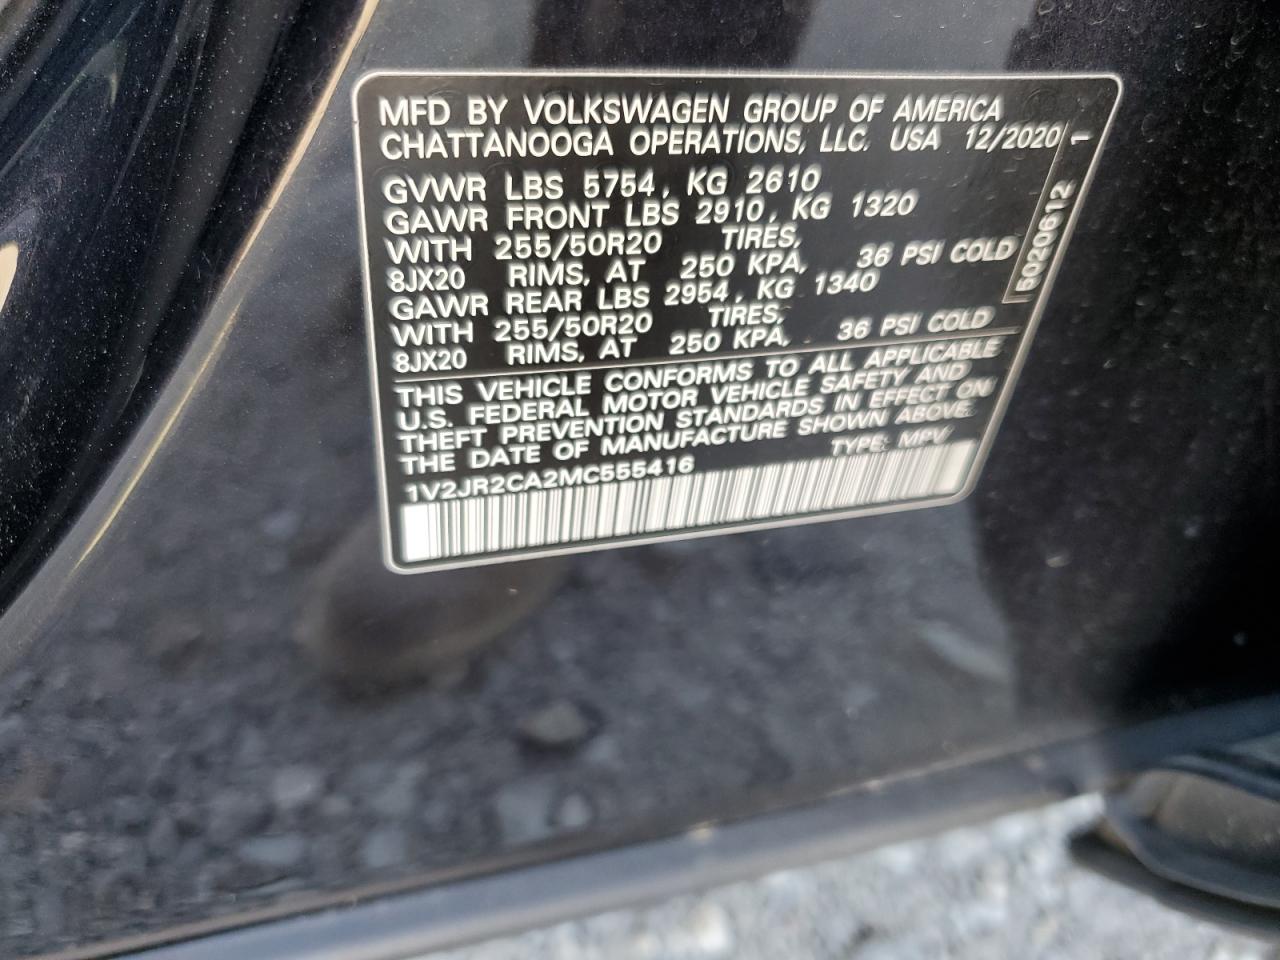 MFD BY VOLKSWAGEN GROUP OF AMERICA
CHATTANOOGA OPERATIONS, LLC. USA 12/2020
1
GVWR LBS 5754, KG 2610
GAWR FRONT LBS 2910, KG 1320
WITH 255/50R20 TIRES,
8JX20 RIMS, AT 250 KPA, 36 PSI COLD
GAWR REAR LBS 2954, KG 1340
WITH 255/50R20 TIRES,
8JX20 RIMS, AT 250 KPA, 36 PSI COLD
5020612
THIS VEHICLE CONFORMS TO ALL APPLICABLE
U.S. FEDERAL MOTOR VEHICLE SAFETY AND
THEFT PREVENTION STANDARDS IN EFFECT ON
THE DATE OF MANUFACTURE SHOWN ABOVE.
1V2JR2CA2MC555416 TYPE: MPV